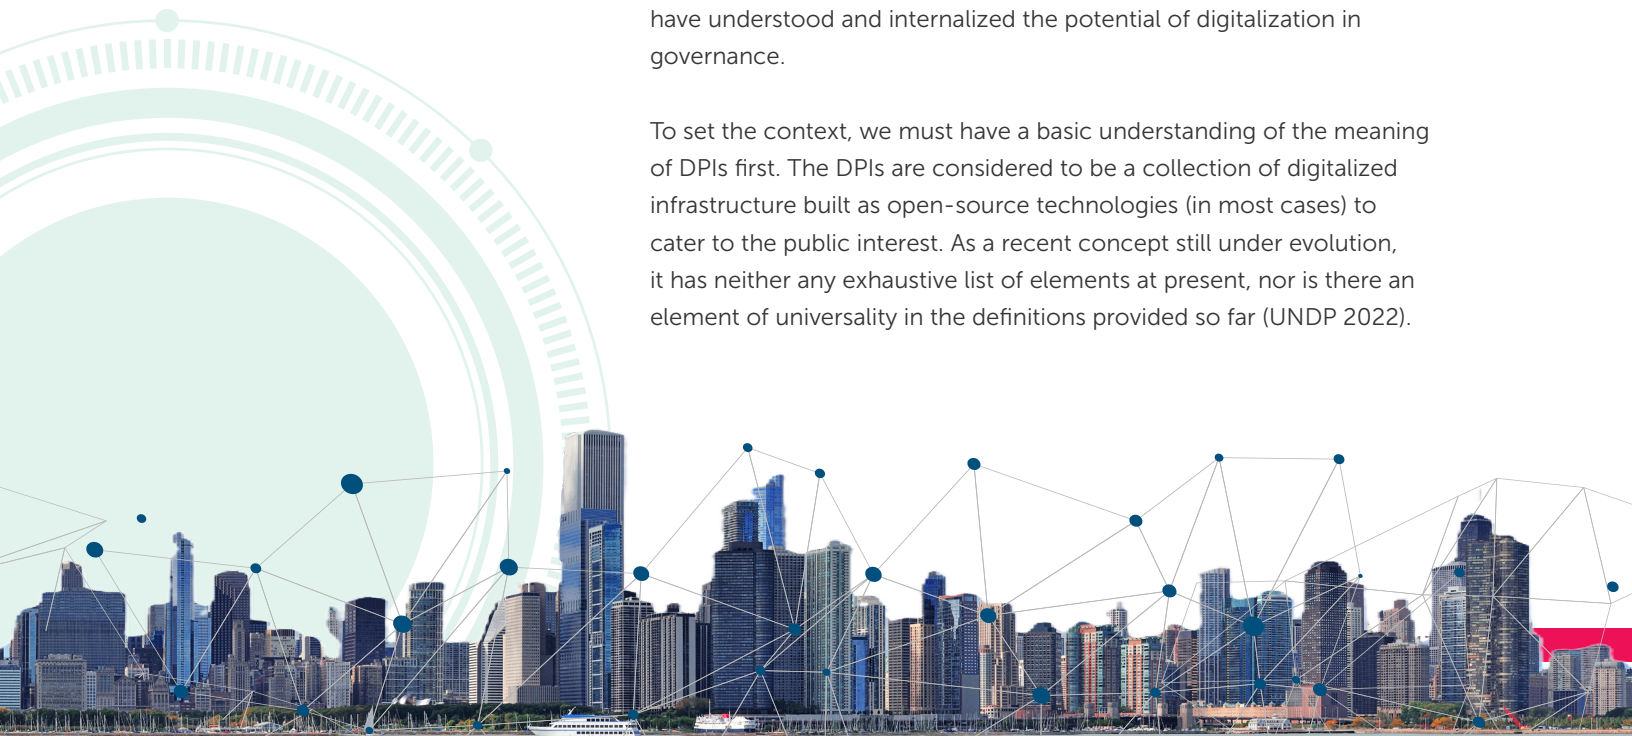 have understood and internalized the potential of digitalization in
governance.
To set the context, we must have a basic understanding of the meaning
of DPIs first. The DPIs are considered to be a collection of digitalized
infrastructure built as open-source technologies (in most cases) to
cater to the public interest. As a recent concept still under evolution,
it has neither any exhaustive list of elements at present, nor is there an
element of universality in the definitions provided so far (UNDP 2022).